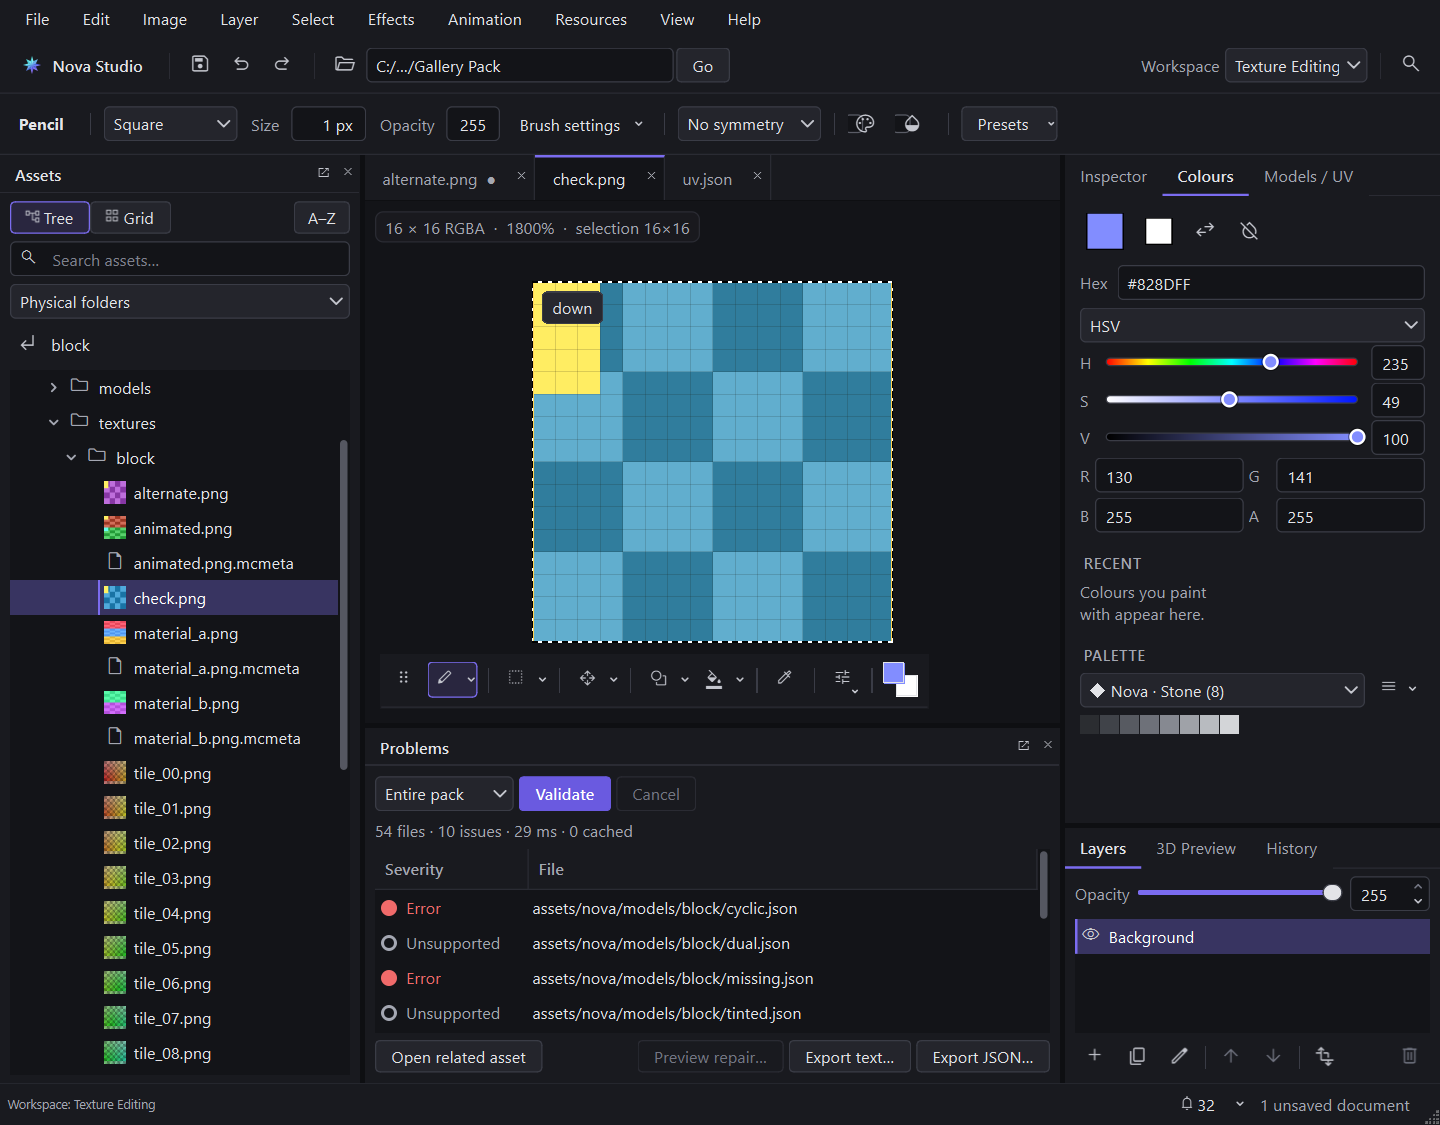 File Edit Image Layer Select Effects Animation Resources View Help
Nova Studio C:/.../Gallery Pack Go Workspace Texture Editing
Pencil Square Size 1 px Opacity 255 Brush settings No symmetry Presets
Assets
Tree Grid A–Z
Search assets...
Physical folders
block
models
textures
block
alternate.png
animated.png
animated.png.mcmeta
check.png
material_a.png
material_a.png.mcmeta
material_b.png
material_b.png.mcmeta
tile_00.png
tile_01.png
tile_02.png
tile_03.png
tile_04.png
tile_05.png
tile_06.png
tile_07.png
tile_08.png
alternate.png check.png uv.json
16 × 16 RGBA · 1800% · selection 16×16
down
Problems
Entire pack Validate Cancel
54 files · 10 issues · 29 ms · 0 cached
Severity File
Error assets/nova/models/block/cyclic.json
Unsupported assets/nova/models/block/dual.json
Error assets/nova/models/block/missing.json
Unsupported assets/nova/models/block/tinted.json
Open related asset Preview repair... Export text... Export JSON...
Inspector Colours Models / UV
Hex #828DFF
HSV
H 235
S 49
V 100
R 130 G 141
B 255 A 255
RECENT
Colours you paint
with appear here.
PALETTE
Nova · Stone (8)
Layers 3D Preview History
Opacity 255
Background
Workspace: Texture Editing 32 1 unsaved document